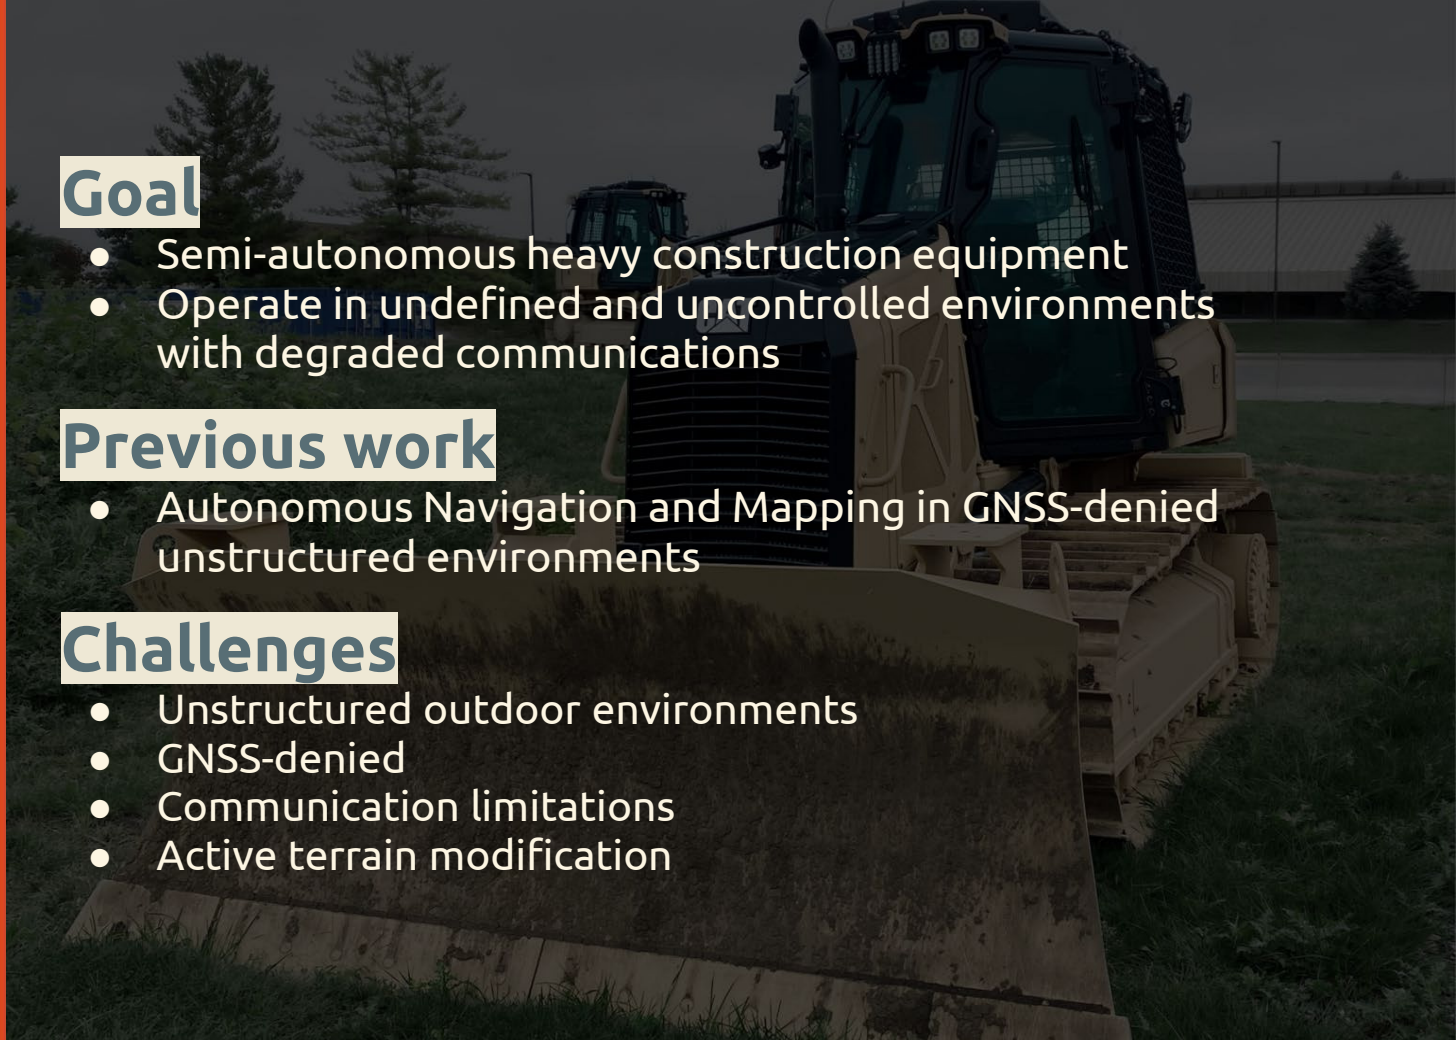 Goal
● Semi-autonomous heavy construction equipment
● Operate in undefined and uncontrolled environments
with degraded communications
Previous work
● Autonomous Navigation and Mapping in GNSS-denied
unstructured environments
Challenges
● Unstructured outdoor environments
● GNSS-denied
● Communication limitations
● Active terrain modification